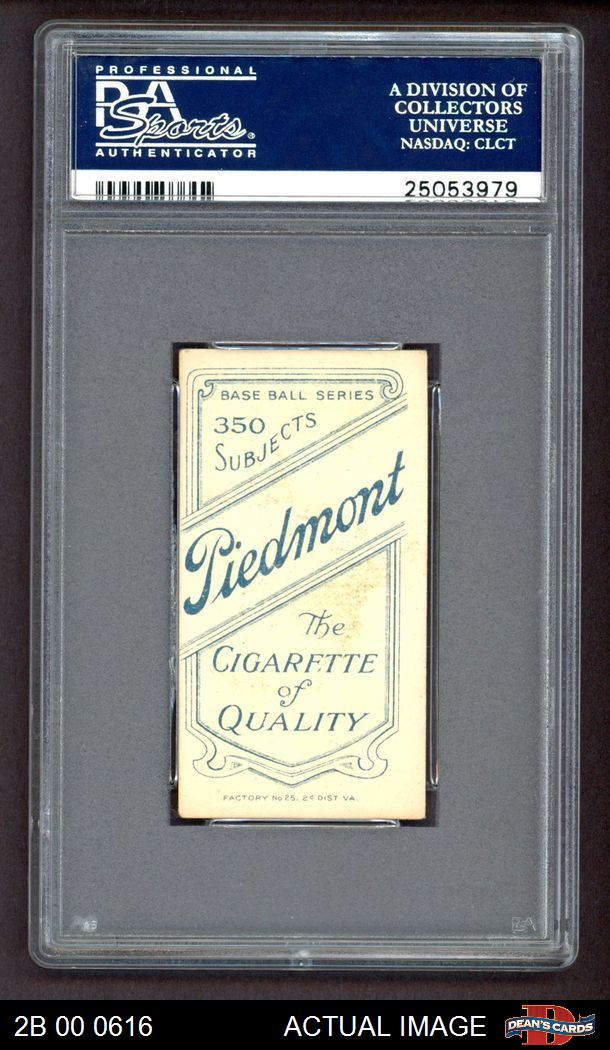 PROFESSIONAL
PSA
Sports®
AUTHENTICATOR
A DIVISION OF
COLLECTORS
UNIVERSE
NASDAQ: CLCT
25053979
BASE BALL SERIES
350
SUBJECTS
Piedmont
The
CIGARETTE
of
QUALITY
FACTORY No 25. 2d DIST VA.
PSA
2B 00 0616
ACTUAL IMAGE
D
DEAN'S CARDS